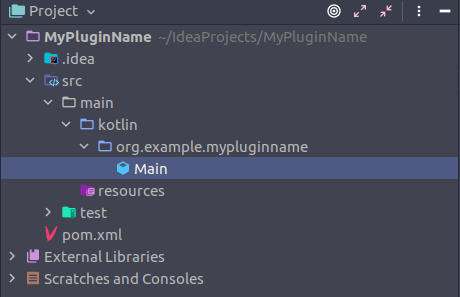 Project
MyPluginName ~/IdeaProjects/MyPluginName
.idea
src
main
kotlin
org.example.mypluginname
Main
resources
test
pom.xml
External Libraries
Scratches and Consoles